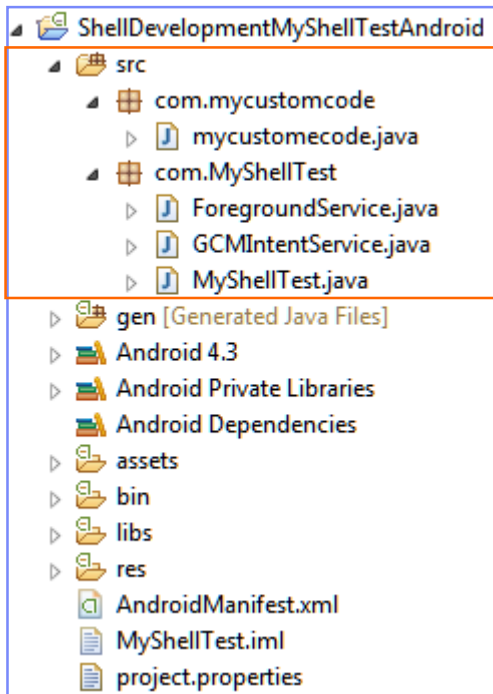 ShellDevelopmentMyShellTestAndroid
src
com.mycustomcode
mycustomecode.java
com.MyShellTest
ForegroundService.java
GCMIntentService.java
MyShellTest.java
gen [Generated Java Files]
Android 4.3
Android Private Libraries
Android Dependencies
assets
bin
libs
res
AndroidManifest.xml
MyShellTest.iml
project.properties